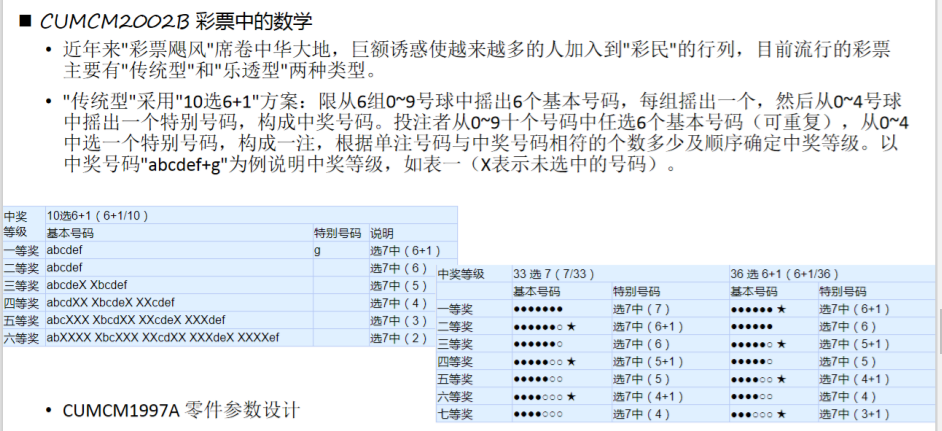 CUMCM2002B 彩票中的数学
• 近年来"彩票飓风"席卷中华大地，巨额诱惑使越来越多的人加入到"彩民"的行列，目前流行的彩票
主要有"传统型"和"乐透型"两种类型。
• "传统型"采用"10选6+1"方案：限从6组0~9号球中摇出6个基本号码，每组摇出一个，然后从0~4号球
中摇出一个特别号码，构成中奖号码。投注者从0~9十个号码中任选6个基本号码（可重复），从0~4
中选一个特别号码，构成一注，根据单注号码与中奖号码相符的个数多少及顺序确定中奖等级。以
中奖号码"abcdef+g"为例说明中奖等级，如表一（X表示未选中的号码）。
中奖等级 10选6+1（6+1/10）
基本号码 特别号码 说明
一等奖 abcdef g 选7中（6+1）
二等奖 abcdef 选7中（6）
三等奖 abcdeX Xbcdef 选7中（5）
四等奖 abcdXX XbcdeX XXcdef 选7中（4）
五等奖 abcXXX XbcdXX XXcdeX XXXdef 选7中（3）
六等奖 abXXXX XbcXXX XXcdXX XXXdeX XXXXef 选7中（2）
中奖等级 33 选 7（7/33） 36 选 6+1（6+1/36）
基本号码 特别号码 基本号码 特别号码
一等奖 ●●●●●●● 选7中（7） ●●●●●● ★ 选7中（6+1）
二等奖 ●●●●●●○ ★ 选7中（6+1） ●●●●●● 选7中（6）
三等奖 ●●●●●●○ 选7中（6） ●●●●●○ ★ 选7中（5+1）
四等奖 ●●●●●○○ ★ 选7中（5+1） ●●●●●○ 选7中（5）
五等奖 ●●●●●○○ 选7中（5） ●●●●○○ ★ 选7中（4+1）
六等奖 ●●●●○○○ ★ 选7中（4+1） ●●●●○○ 选7中（4）
七等奖 ●●●●○○○ 选7中（4） ●●●○○○ ★ 选7中（3+1）
• CUMCM1997A 零件参数设计